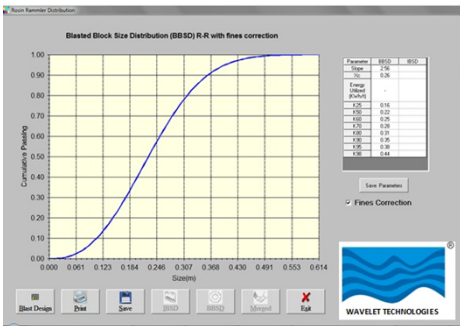 Rosin Rammler Distribution
Blasted Block Size Distribution (BBSD) R-R with fines correction
1.00
0.90
0.80
0.70
0.60
0.50
0.40
0.30
0.20
0.10
0.00
Cumulative Passing
0.000 0.061 0.123 0.184 0.246 0.307 0.368 0.430 0.491 0.553 0.614
Size(m)
Parameter BBSD IBSD
Slope 2.56
Xc 0.26
Energy
Utilized
(Kwh/t) -
K25 0.16
K50 0.22
K60 0.25
K70 0.28
K80 0.31
K90 0.35
K95 0.38
K98 0.44
Save Parameters
Fines Correction
Blast Design Print Save IBSD BBSD Merged Exit
WAVELET TECHNOLOGIES
®